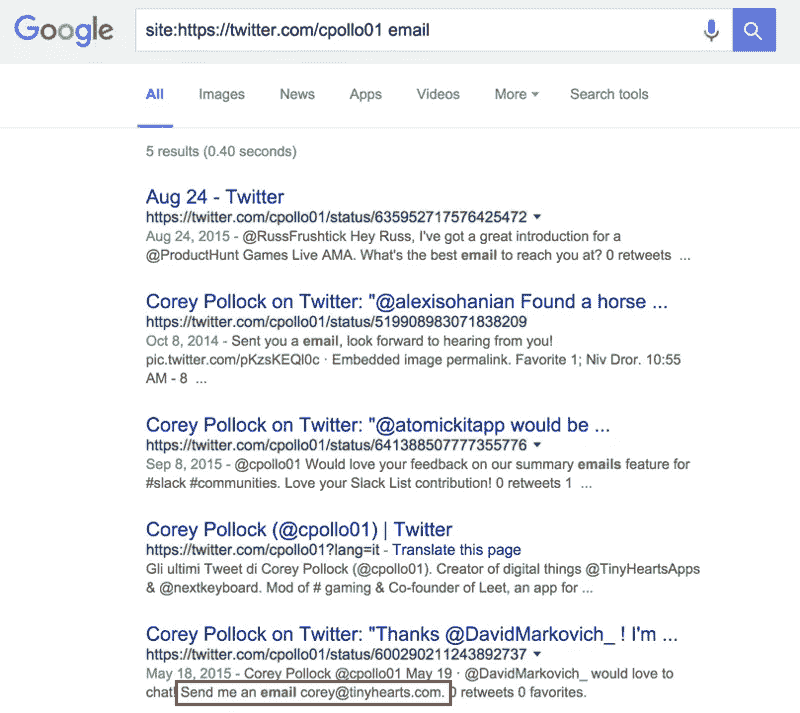 Google
site:https://twitter.com/cpollo01 email
All Images News Apps Videos More Search tools
5 results (0.40 seconds)
Aug 24 - Twitter
https://twitter.com/cpollo01/status/635952717576425472
Aug 24, 2015 - @RussFrushtick Hey Russ, I've got a great introduction for a
@ProductHunt Games Live AMA. What's the best email to reach you at? 0 retweets ...
Corey Pollock on Twitter: "@alexisohanian Found a horse ...
https://twitter.com/cpollo01/status/519908983071838209
Oct 8, 2014 - Sent you a email, look forward to hearing from you!
pic.twitter.com/pKzsKEQl0c · Embedded image permalink. Favorite 1; Niv Dror. 10:55
AM - 8 ...
Corey Pollock on Twitter: "@atomickitapp would be ...
https://twitter.com/cpollo01/status/641388507777355776
Sep 8, 2015 - @cpollo01 Would love your feedback on our summary emails feature for
#slack #communities. Love your Slack List contribution! 0 retweets 1 ...
Corey Pollock (@cpollo01) | Twitter
https://twitter.com/cpollo01?lang=it - Translate this page
Gli ultimi Tweet di Corey Pollock (@cpollo01). Creator of digital things @TinyHeartsApps
& @nextkeyboard. Mod of # gaming & Co-founder of Leet, an app for ...
Corey Pollock on Twitter: "Thanks @DavidMarkovich_ ! I'm ...
https://twitter.com/cpollo01/status/600290211243892737
May 18, 2015 - Corey Pollock @cpollo01 May 19 · @DavidMarkovich_ would love to
chat! Send me an email corey@tinyhearts.com. 0 retweets 0 favorites.